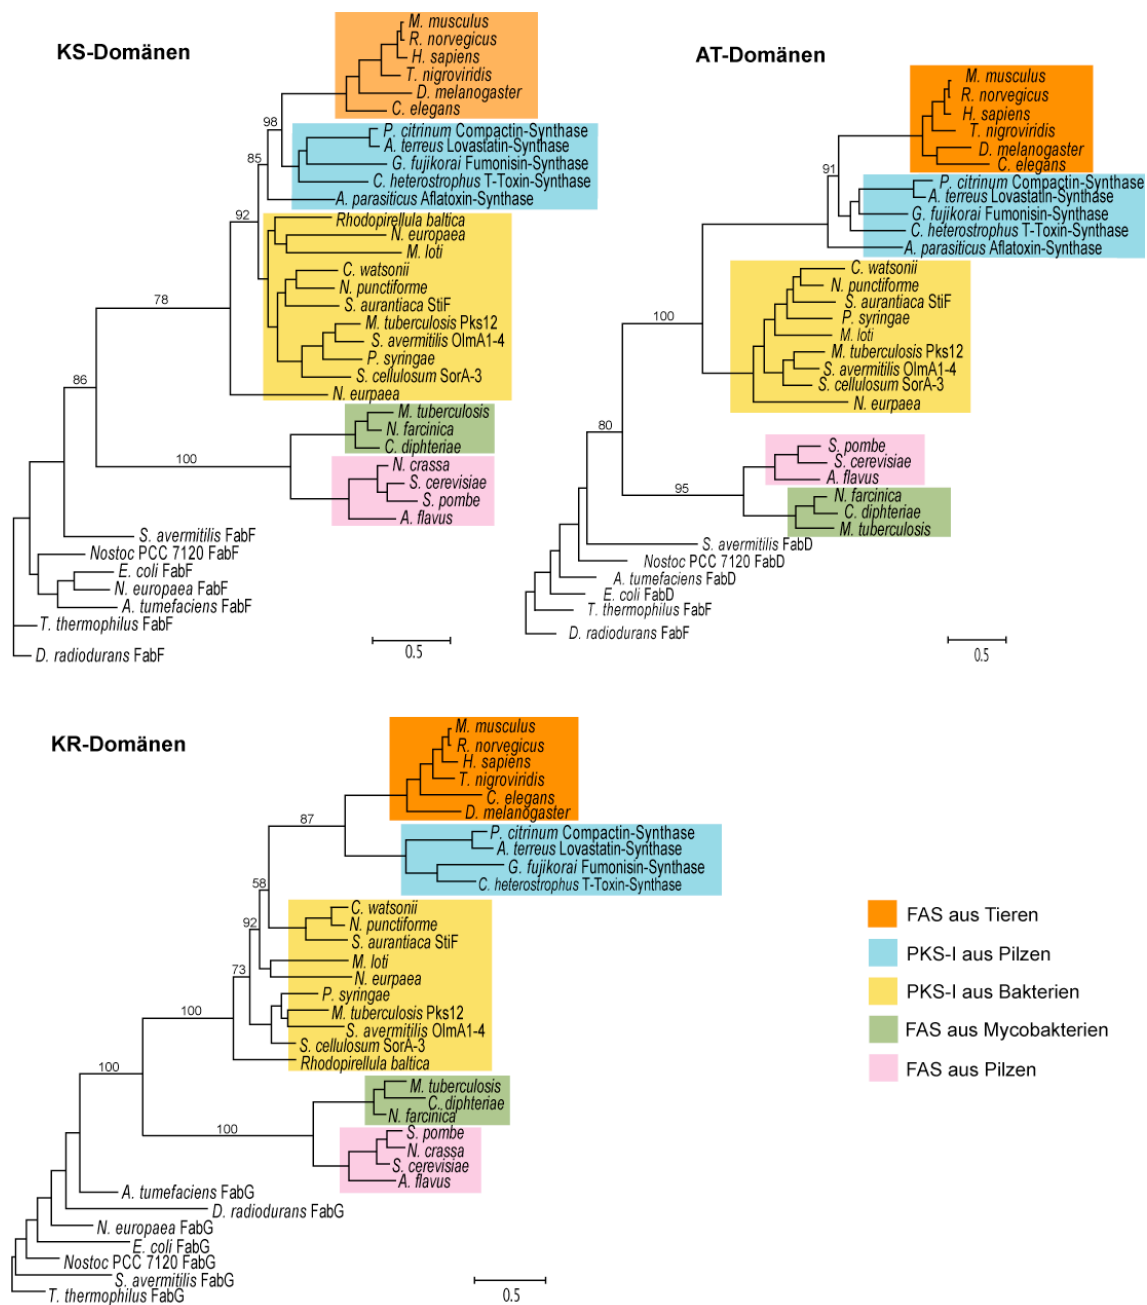 KS-Domänen
M. musculus
R. norvegicus
H. sapiens
T. nigroviridis
D. melanogaster
C. elegans
98
P. citrinum Compactin-Synthase
A. terreus Lovastatin-Synthase
85
G. fujikorai Fumonisin-Synthase
C. heterostrophus T-Toxin-Synthase
A. parasiticus Aflatoxin-Synthase
92
Rhodopirellula baltica
N. europaea
M. loti
C. watsonii
N. punctiforme
78
S. aurantiaca StiF
M. tuberculosis Pks12
S. avermitilis OlmA1-4
P. syringae
S. cellulosum SorA-3
86
N. eurpaea
M. tuberculosis
N. farcinica
C. diphteriae
100
N. crassa
S. cerevisiae
S. pombe
A. flavus
S. avermitilis FabF
Nostoc PCC 7120 FabF
E. coli FabF
N. europaea FabF
A. tumefaciens FabF
T. thermophilus FabF
D. radiodurans FabF
0.5
AT-Domänen
M. musculus
R. norvegicus
H. sapiens
T. nigroviridis
D. melanogaster
C. elegans
91
P. citrinum Compactin-Synthase
A. terreus Lovastatin-Synthase
G. fujikorai Fumonisin-Synthase
C. heterostrophus T-Toxin-Synthase
A. parasiticus Aflatoxin-Synthase
C. watsonii
N. punctiforme
S. aurantiaca StiF
100
P. syringae
M. loti
M. tuberculosis Pks12
S. avermitilis OlmA1-4
S. cellulosum SorA-3
N. eurpaea
80
S. pombe
S. cerevisiae
A. flavus
95
N. farcinica
C. diphteriae
M. tuberculosis
S. avermitilis FabD
Nostoc PCC 7120 FabD
A. tumefaciens FabD
E. coli FabD
T. thermophilus FabF
D. radiodurans FabF
0.5
KR-Domänen
M. musculus
R. norvegicus
H. sapiens
T. nigroviridis
C. elegans
D. melanogaster
87
P. citrinum Compactin-Synthase
A. terreus Lovastatin-Synthase
G. fujikorai Fumonisin-Synthase
C. heterostrophus T-Toxin-Synthase
58
C. watsonii
N. punctiforme
92
S. aurantiaca StiF
M. loti
73
N. eurpaea
P. syringae
M. tuberculosis Pks12
100
S. avermitilis OlmA1-4
S. cellulosum SorA-3
Rhodopirellula baltica
100
M. tuberculosis
C. diphteriae
N. farcinica
100
S. pombe
N. crassa
S. cerevisiae
A. flavus
A. tumefaciens FabG
D. radiodurans FabG
N. europaea FabG
E. coli FabG
Nostoc PCC 7120 FabG
S. avermitilis FabG
T. thermophilus FabG
0.5
FAS aus Tieren
PKS-I aus Pilzen
PKS-I aus Bakterien
FAS aus Mycobakterien
FAS aus Pilzen